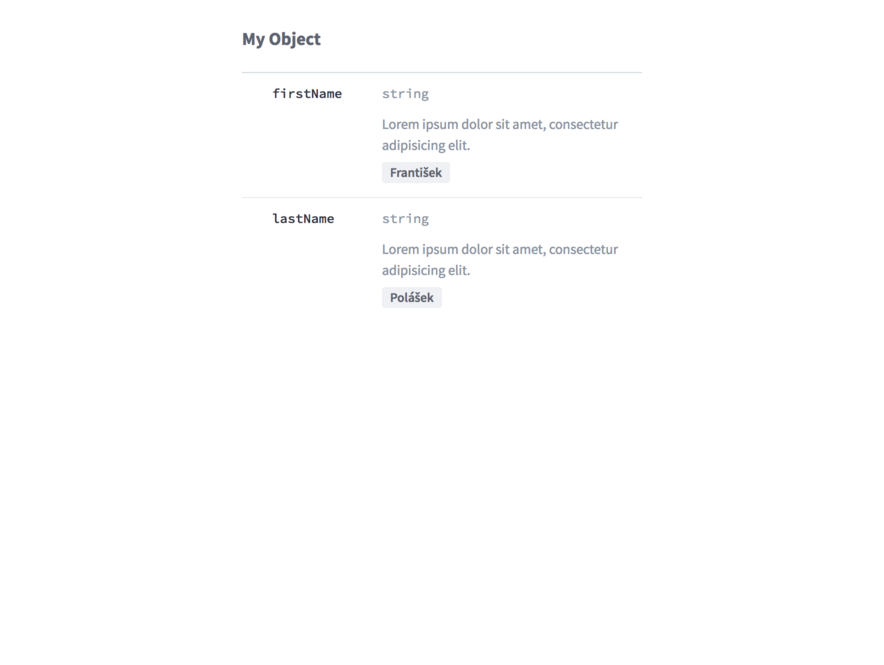 My Object
firstName string
Lorem ipsum dolor sit amet, consectetur
adipisicing elit.
František
lastName string
Lorem ipsum dolor sit amet, consectetur
adipisicing elit.
Polášek